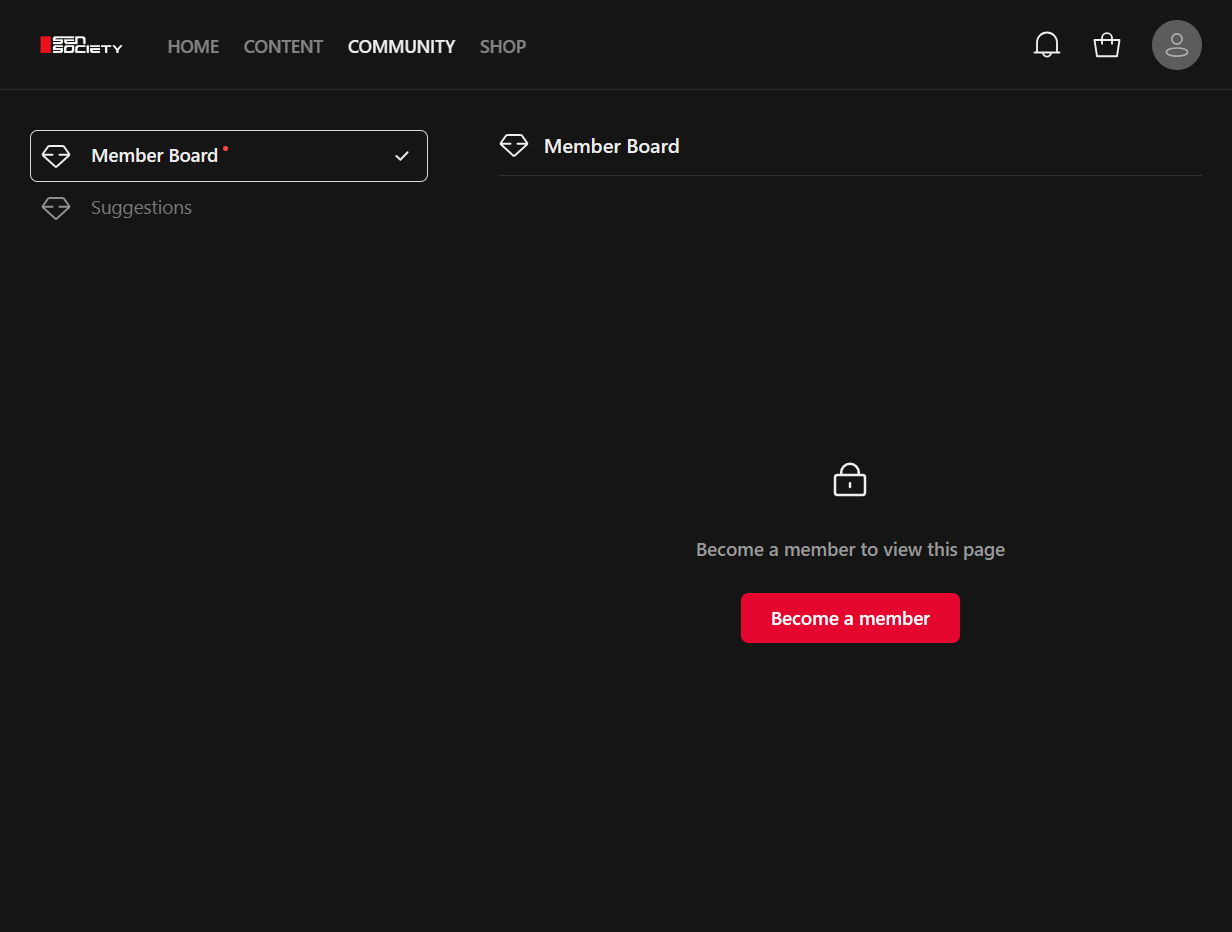 SEN
SOCIETY
HOME CONTENT COMMUNITY SHOP
Member Board
Suggestions
Member Board
Become a member to view this page
Become a member